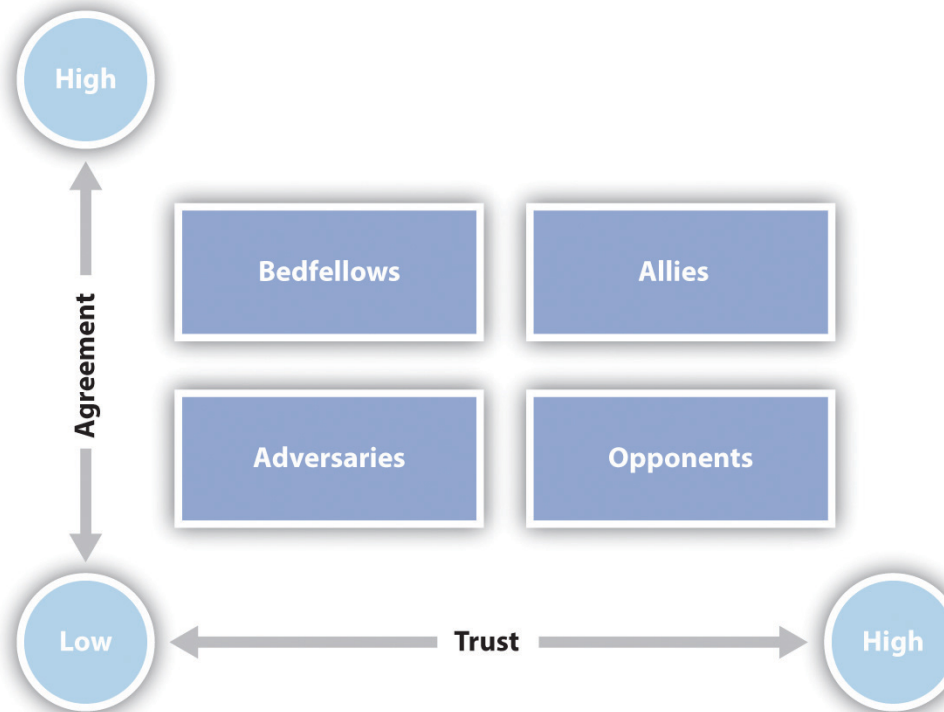 High
Bedfellows
Allies
Agreement
Adversaries
Opponents
Low
Trust
High